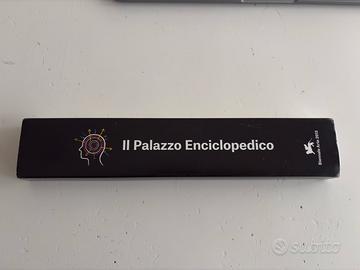 Il Palazzo Enciclopedico
Biennale Arte 2013
subito